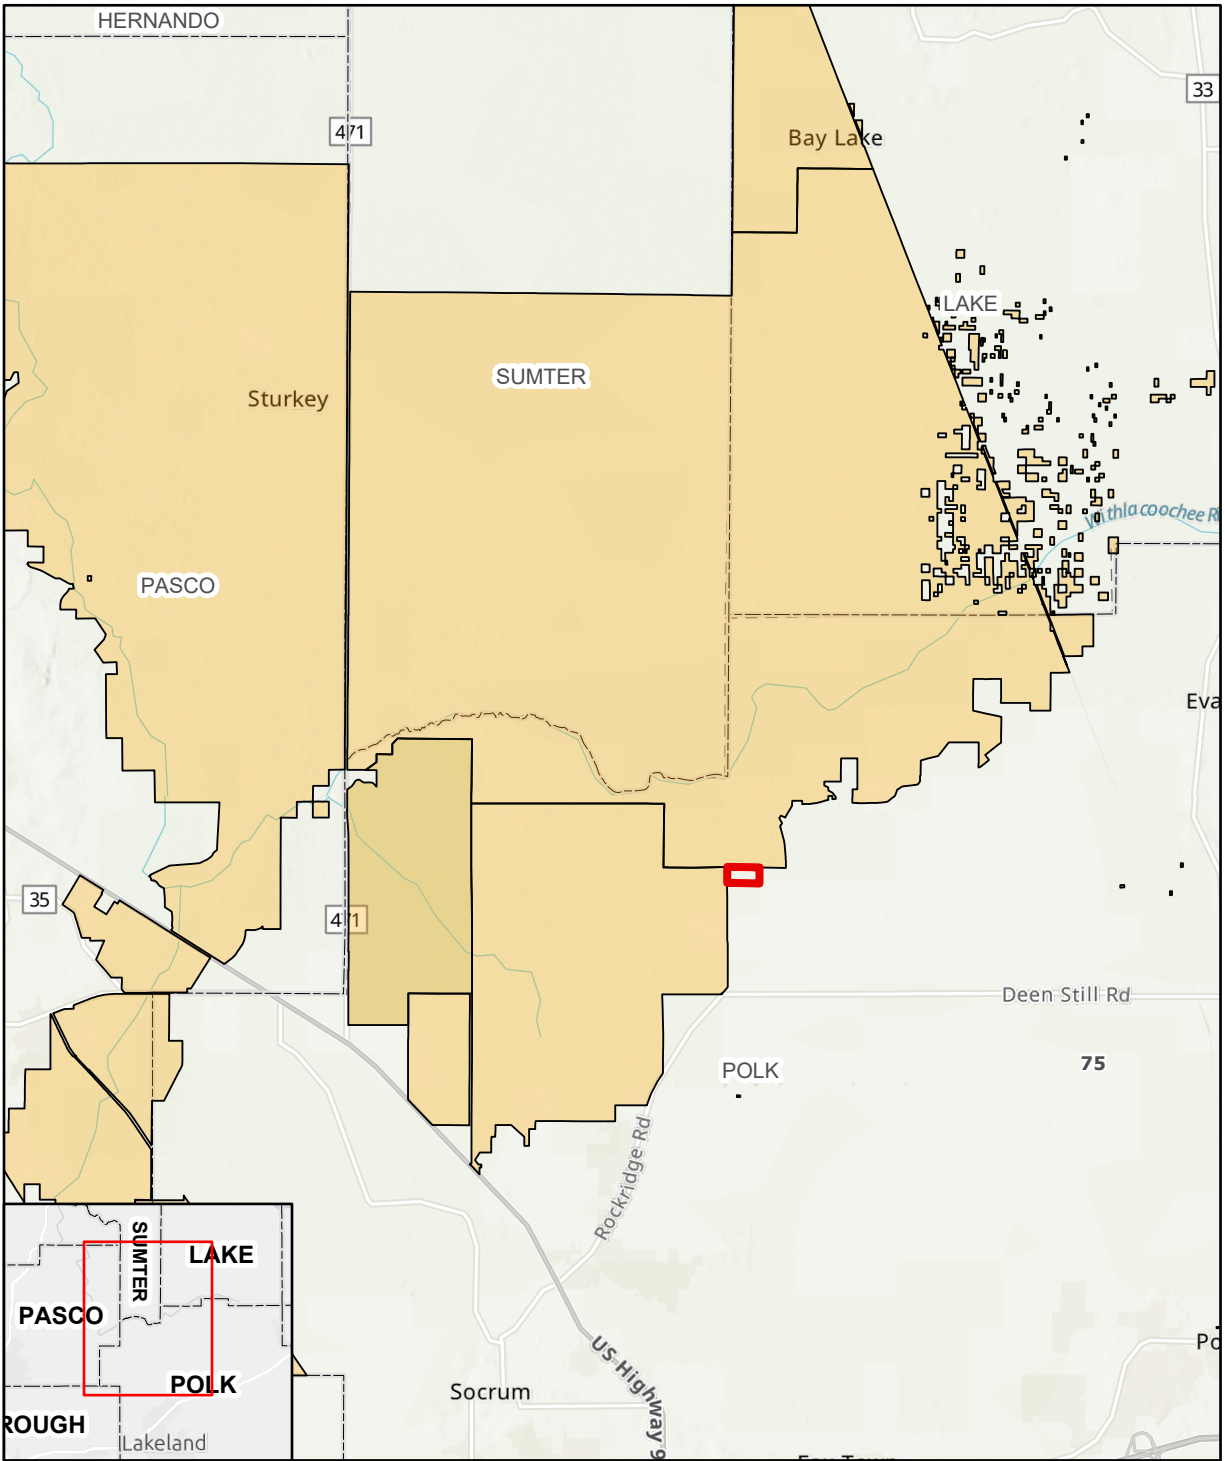 HERNANDO
33
471
Bay Lake
LAKE
SUMTER
Sturkey
Withlacoochee R
PASCO
Eva
35
471
Deen Still Rd
POLK
75
Rockridge Rd
SUMTER
LAKE
PASCO
POLK
ROUGH
Lakeland
US Highway 9
Socrum
Po